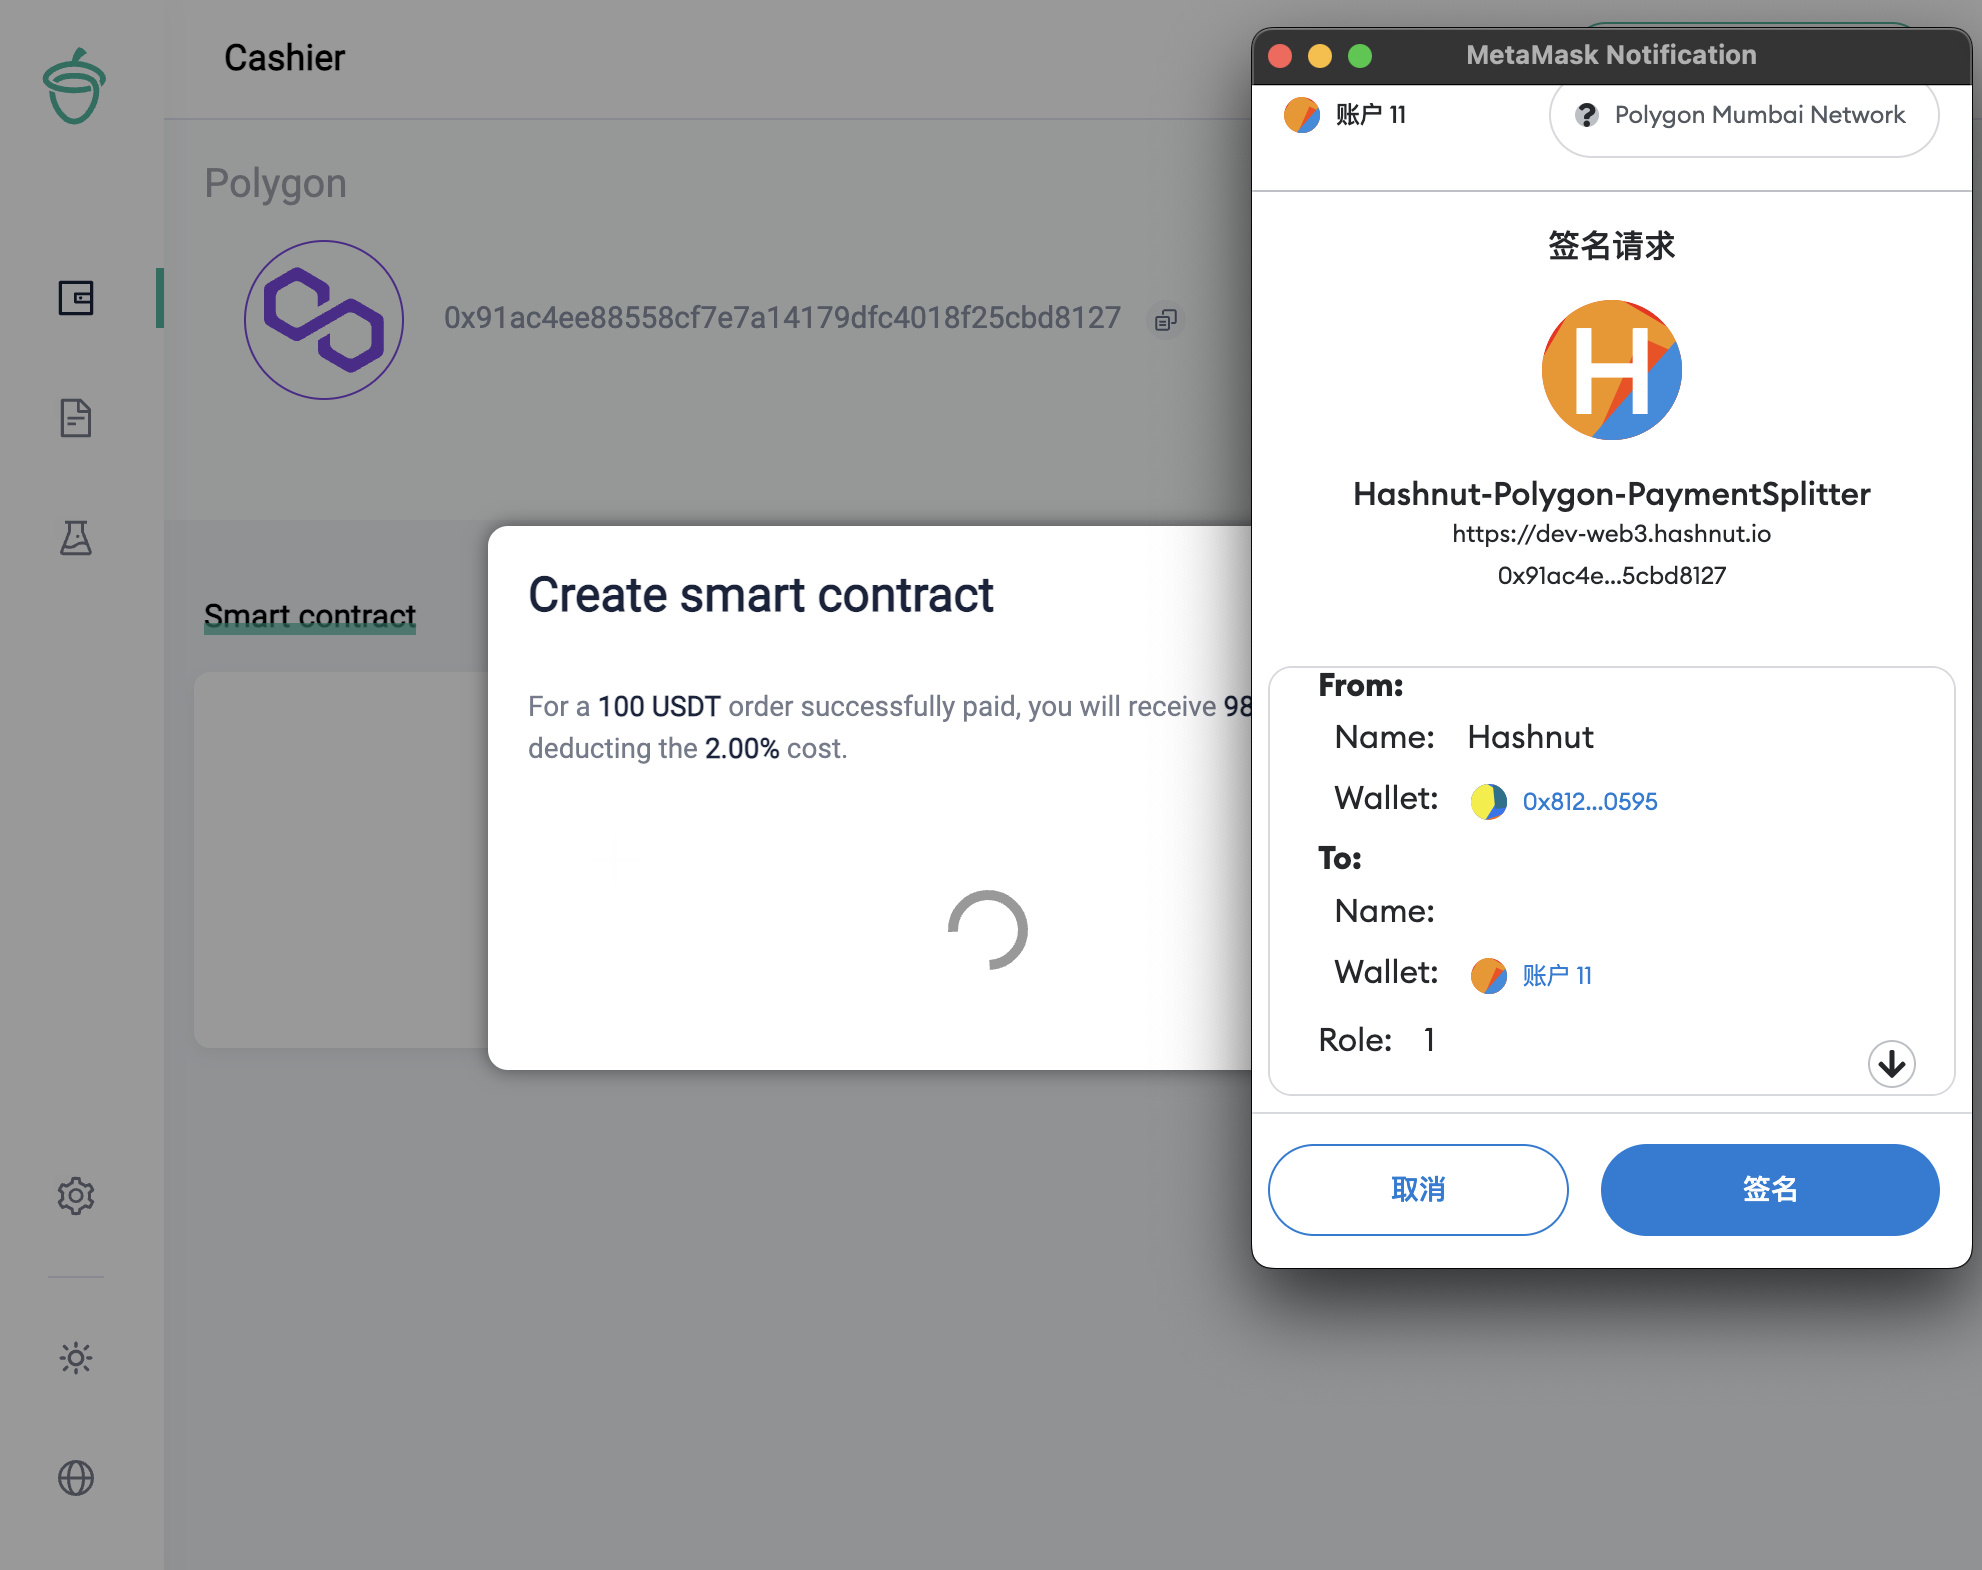 Cashier
Polygon
0x91ac4ee88558cf7e7a14179dfc4018f25cbd8127
Smart contract
Create smart contract
For a 100 USDT order successfully paid, you will receive 98
deducting the 2.00% cost.
MetaMask Notification
账户 11
Polygon Mumbai Network
签名请求
H
Hashnut-Polygon-PaymentSplitter
https://dev-web3.hashnut.io
0x91ac4e...5cbd8127
From:
Name: Hashnut
Wallet: 0x812...0595
To:
Name:
Wallet: 账户 11
Role: 1
取消
签名